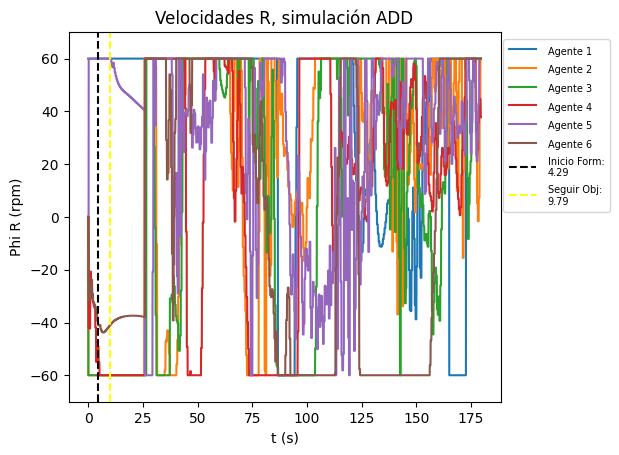 Velocidades R, simulación ADD
Phi R (rpm)
60
40
20
0
−20
−40
−60
0
25
50
75
100
125
150
175
t (s)
Agente 1
Agente 2
Agente 3
Agente 4
Agente 5
Agente 6
Inicio Form:
4.29
Seguir Obj:
9.79